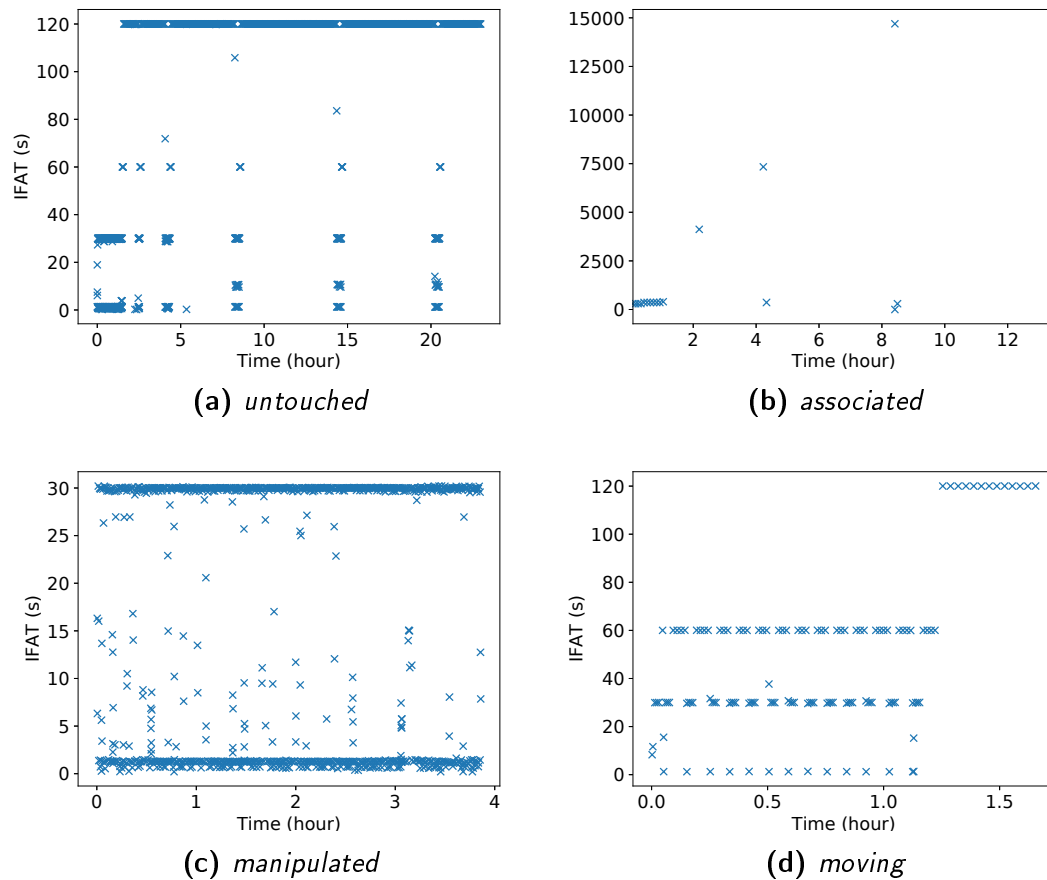 120
100
80
60
40
20
0
IFAT (s)
0 5 10 15 20
Time (hour)
(a) untouched
15000
12500
10000
7500
5000
2500
0
2 4 6 8 10 12
Time (hour)
(b) associated
30
25
20
15
10
5
0
IFAT (s)
0 1 2 3 4
Time (hour)
(c) manipulated
120
100
80
60
40
20
0
IFAT (s)
0.0 0.5 1.0 1.5
Time (hour)
(d) moving